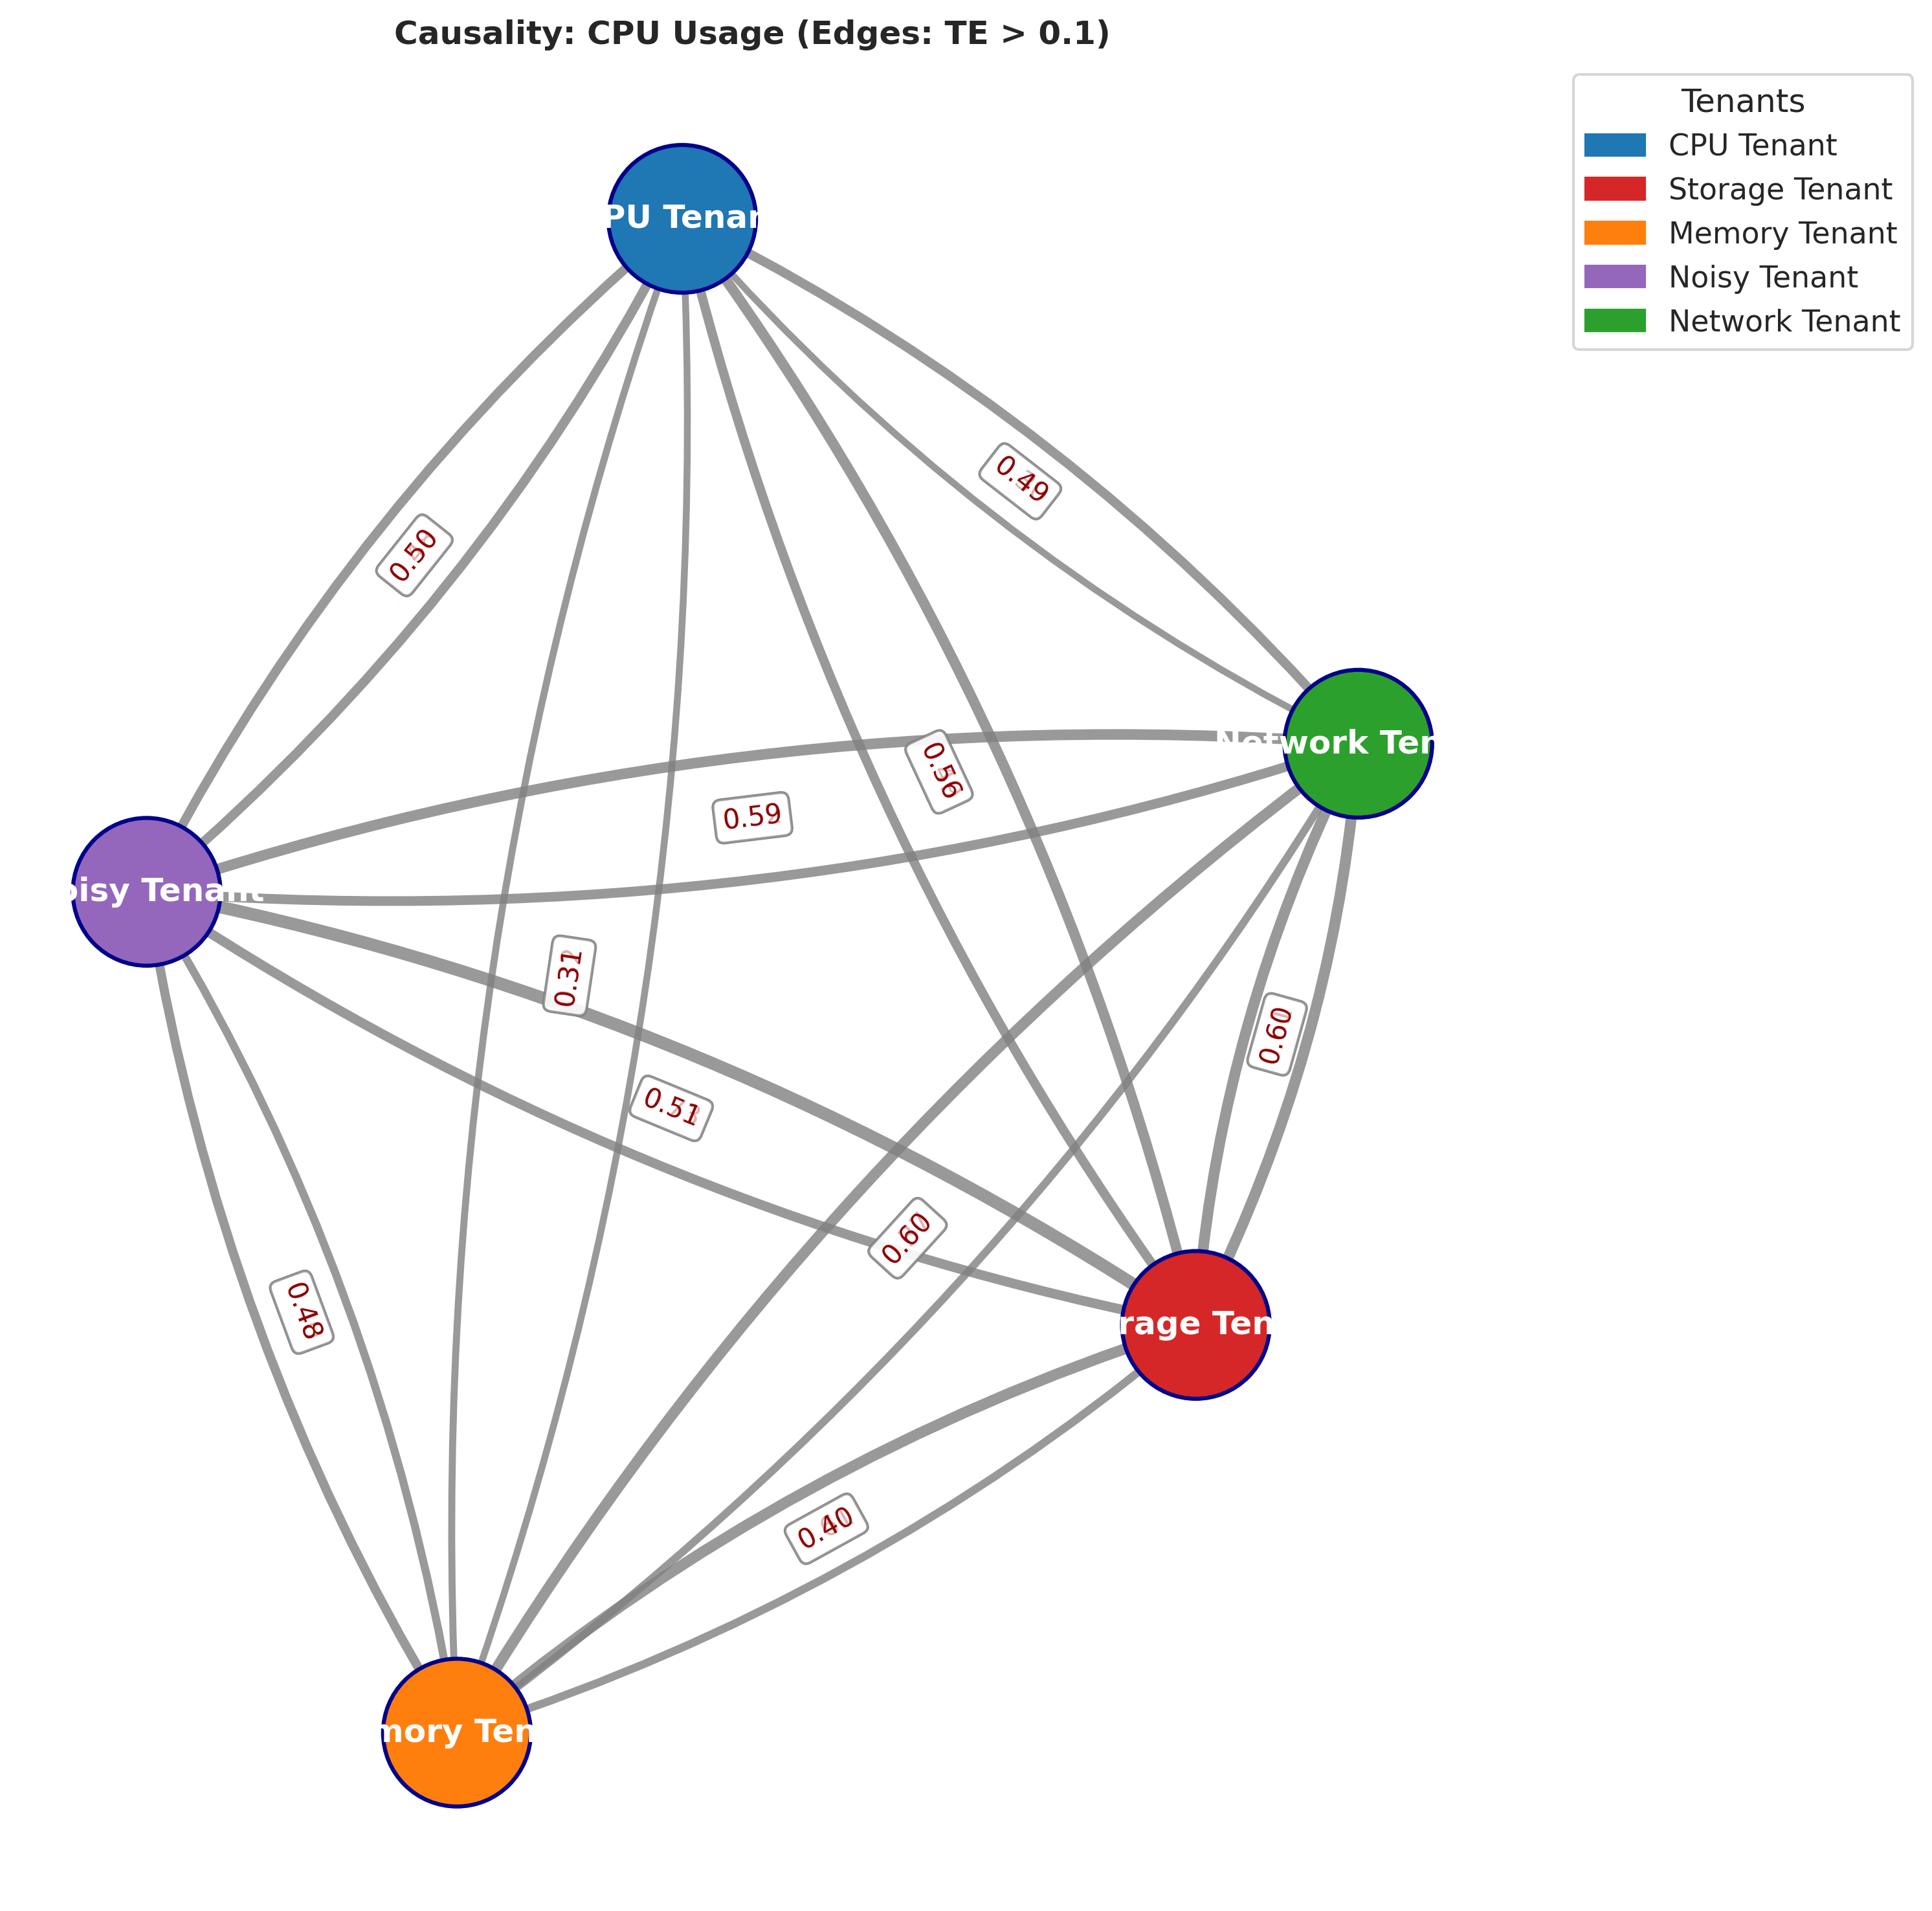 Causality: CPU Usage (Edges: TE > 0.1)
Tenants
CPU Tenant
Storage Tenant
Memory Tenant
Noisy Tenant
Network Tenant
PU Tenan
0.49
0.50
Network Ten
0.56
0.59
oisy Tenant
0.31
0.60
0.51
0.60
rage Ten
0.48
0.40
mory Ten